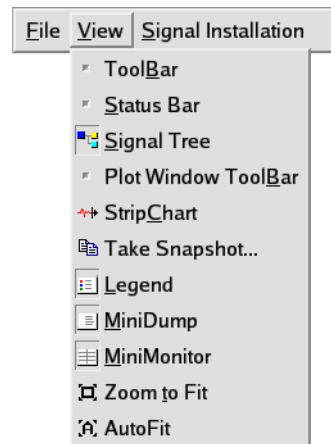 File View Signal Installation
ToolBar
Status Bar
Signal Tree
Plot Window ToolBar
StripChart
Take Snapshot...
Legend
MiniDump
MiniMonitor
Zoom to Fit
AutoFit